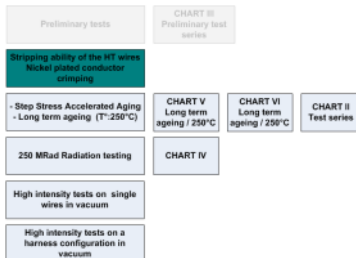 Preliminary tests
CHART III
Preliminary test
series
Stripping ability of the HT wires
Nickel plated conductor
crimping
- Step Stress Accelerated Aging
- Long term ageing (T°:250°C)
CHART V
Long term
ageing / 250°C
CHART VI
Long term
ageing / 250°C
CHART II
Test series
250 MRad Radiation testing
CHART IV
High intensity tests on single
wires in vacuum
High intensity tests on a
harness configuration in
vacuum